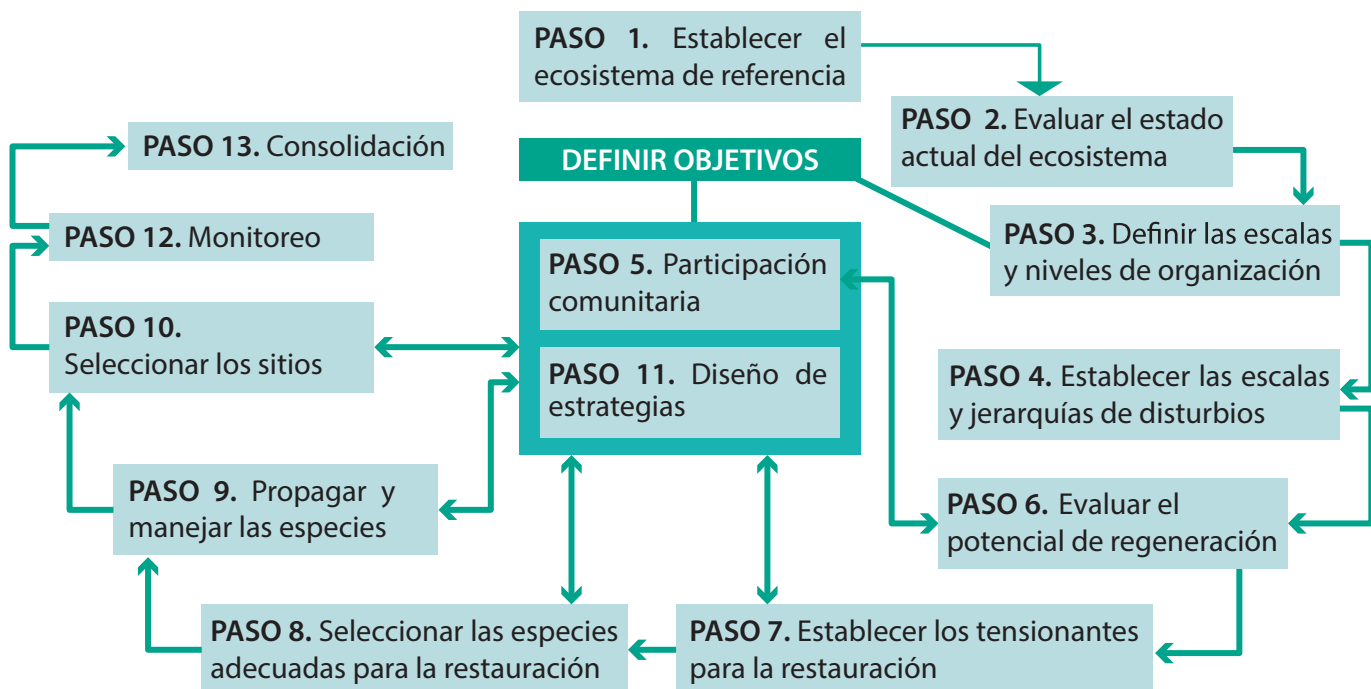 PASO 1. Establecer el
ecosistema de referencia
PASO 2. Evaluar el estado
actual del ecosistema
PASO 13. Consolidación
DEFINIR OBJETIVOS
PASO 12. Monitoreo
PASO 3. Definir las escalas
y niveles de organización
PASO 5. Participación
comunitaria
PASO 10.
Seleccionar los sitios
PASO 11. Diseño de
estrategias
PASO 4. Establecer las escalas
y jerarquías de disturbios
PASO 9. Propagar y
manejar las especies
PASO 6. Evaluar el
potencial de regeneración
PASO 8. Seleccionar las especies
adecuadas para la restauración
PASO 7. Establecer los tensionantes
para la restauración